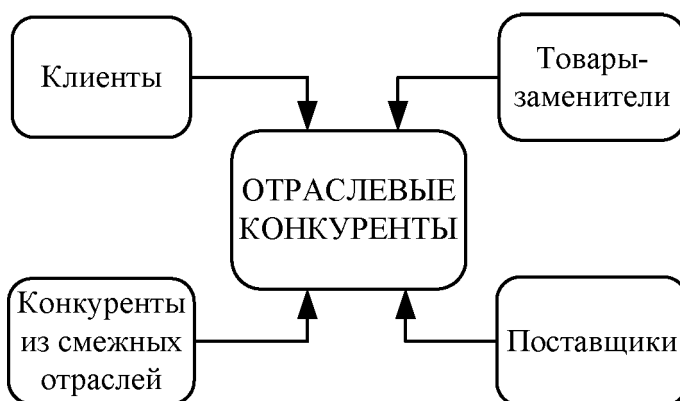 Клиенты
Товары-
заменители
ОТРАСЛЕВЫЕ
КОНКУРЕНТЫ
Конкуренты
из смежных
отраслей
Поставщики